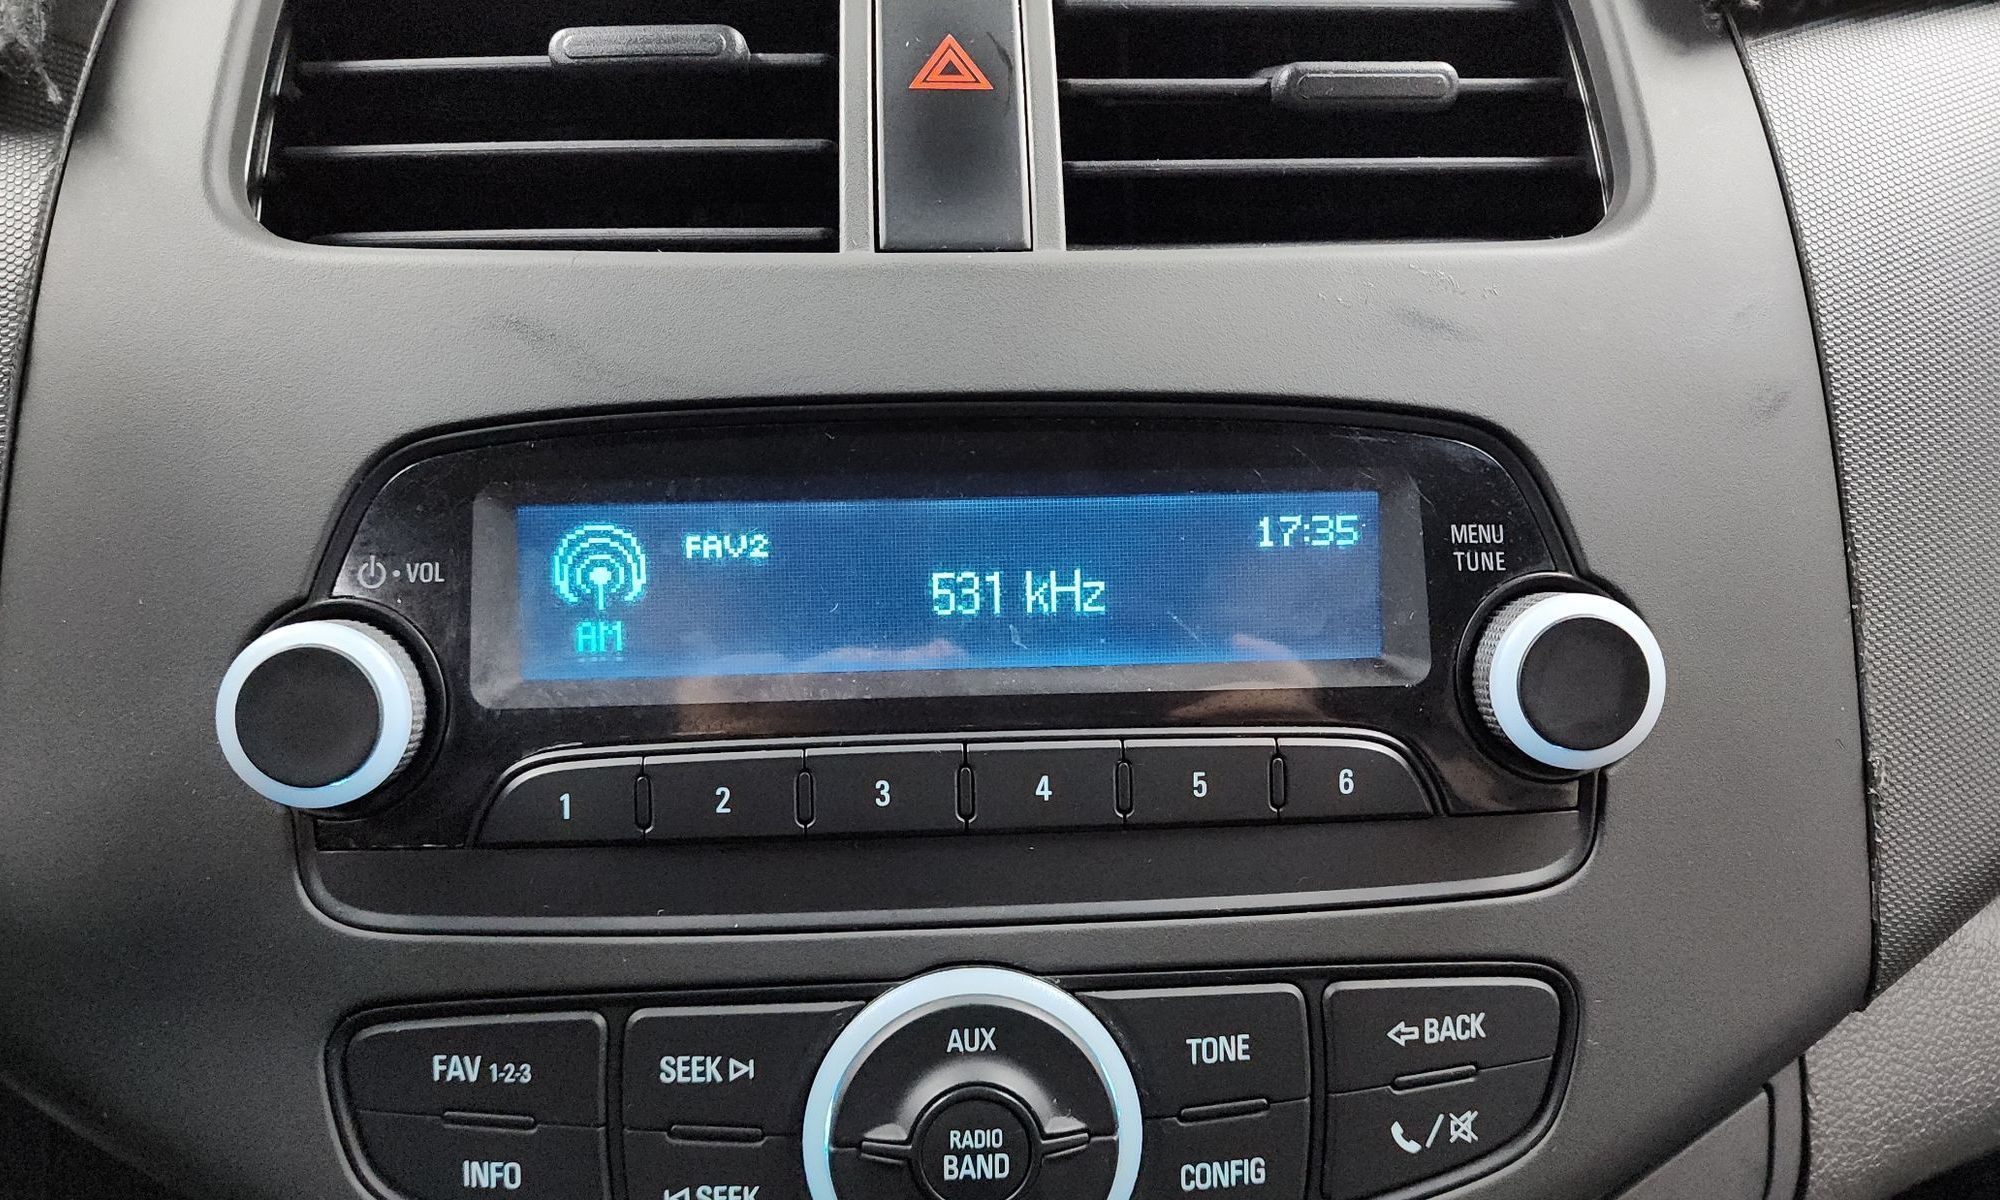 FAV2
17:35
531 kHz
AM
VOL
MENU
TUNE
1
2
3
4
5
6
FAV 1-2-3
SEEK
AUX
TONE
BACK
INFO
SEEK
RADIO
BAND
CONFIG
/